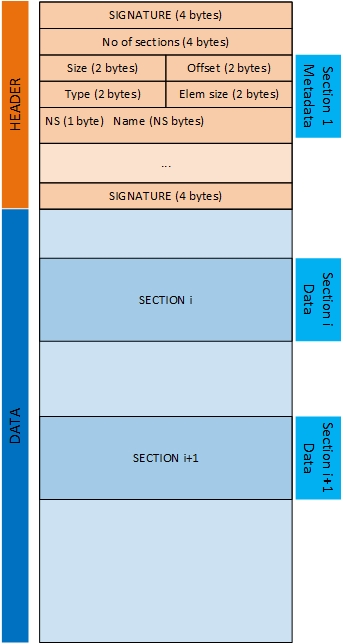 HEADER
SIGNATURE (4 bytes)
No of sections (4 bytes)
Size (2 bytes) Offset (2 bytes)
Type (2 bytes) Elem size (2 bytes)
NS (1 byte) Name (NS bytes)
...
SIGNATURE (4 bytes)
Section 1
Metadata
DATA
SECTION i
Section i
Data
SECTION i+1
Section i+1
Data